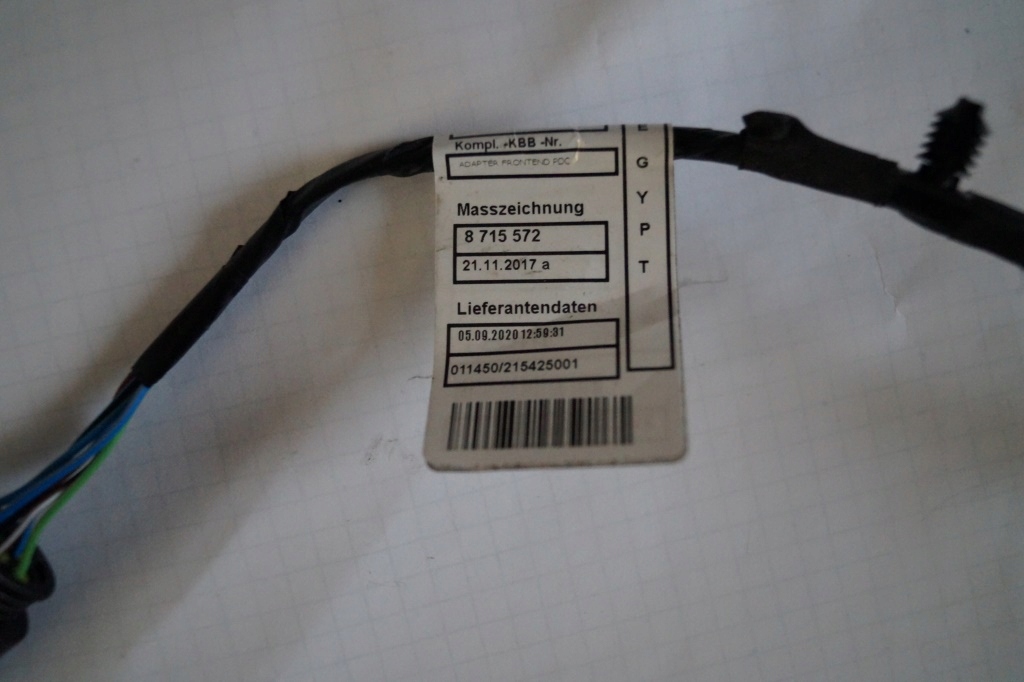 Kompl. -KBB -Nr.
ADAPTER FRONTEND PDC
Masszeichnung
8 715 572
21.11.2017 a
Lieferantendaten
05.09.2020 12:59:31
011450/215425001
E
G
Y
P
T